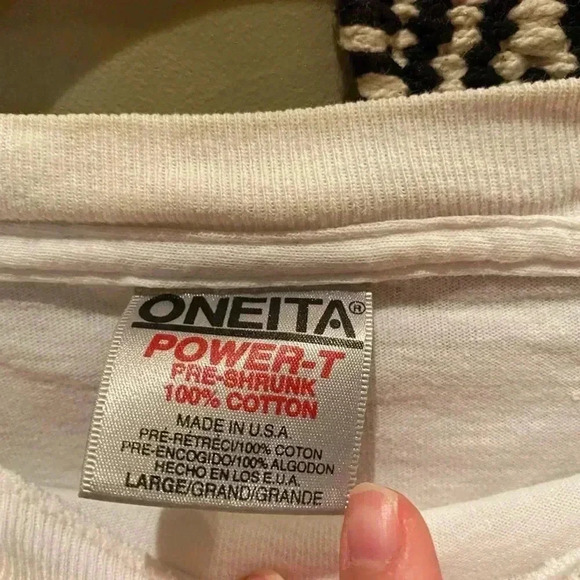 ONEITA®
POWER-T
PRE-SHRUNK
100% COTTON
MADE IN U.S.A
PRÉ-RETRECI/100% COTON
PRE-ENCOGIDO/100% ALGODON
HECHO EN LOS E.U.A.
LARGE/GRAND/GRANDE